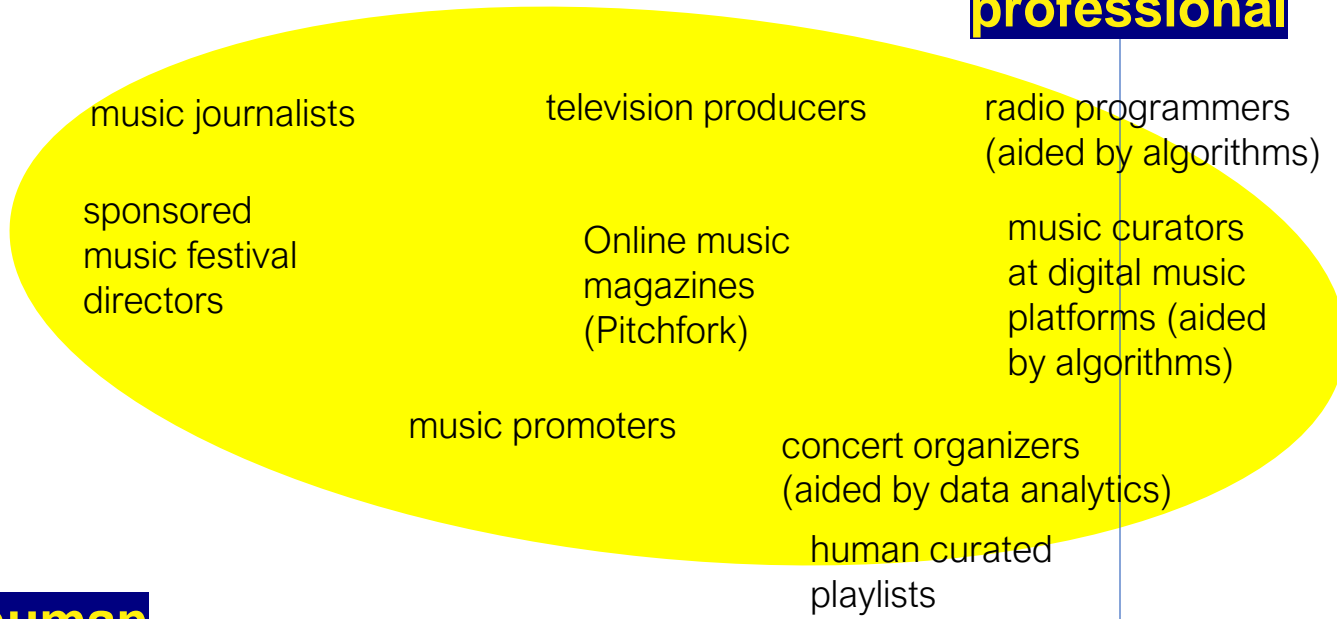 professional
music journalists
television producers
radio programmers
(aided by algorithms)
sponsored
music festival
directors
Online music
magazines
(Pitchfork)
music curators
at digital music
platforms (aided
by algorithms)
music promoters
concert organizers
(aided by data analytics)
human curated
playlists
human